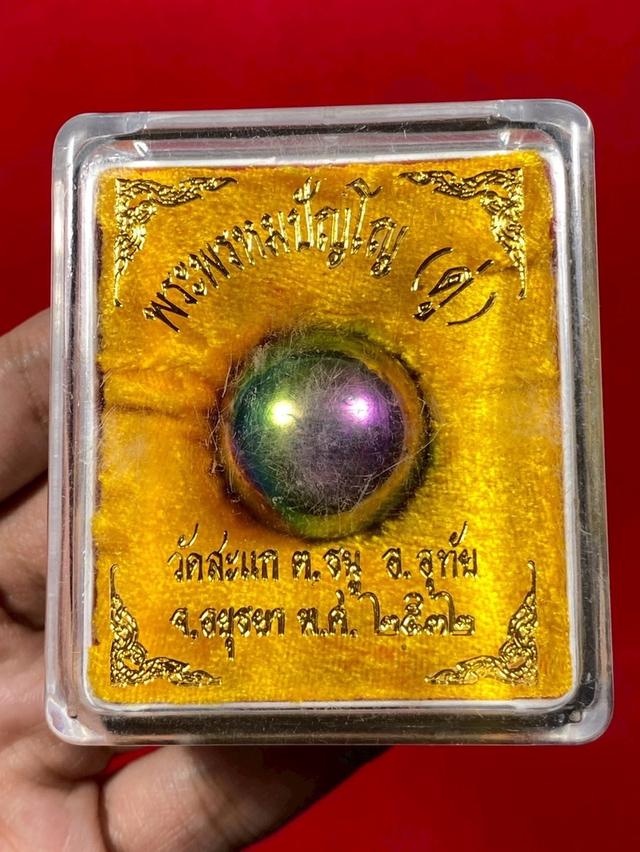 พระพรหมปัญโญ (ดู่)
วัดสะแก ต.ธนู อ.อุทัย
จ.อยุธยา พ.ศ. ๒๕๓๒